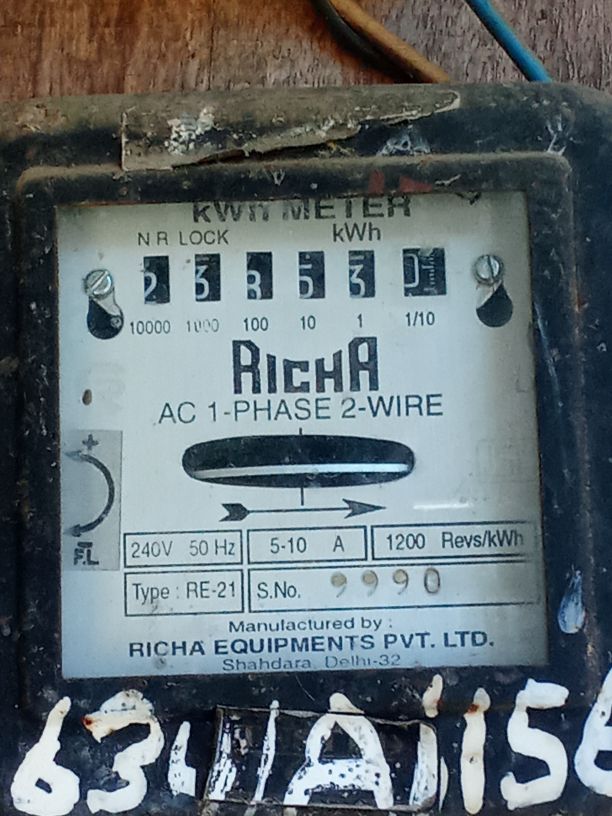 kWh METER
N R LOCK kWh
2 3 8 5 3 0
10000 1000 100 10 1 1/10
RICHA
AC 1-PHASE 2-WIRE
+
F.L
240V 50 Hz 5-10 A 1200 Revs/kWh
Type : RE-21 S.No. 9990
Manufactured by :
RICHA EQUIPMENTS PVT. LTD.
Shahdara, Delhi-32